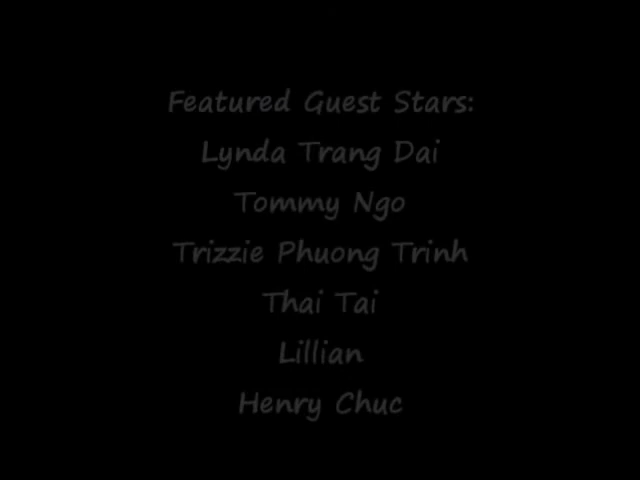 Featured Guest Stars:
Lynda Trang Dai
Tommy Ngo
Trizzie Phuong Trinh
Thai Tai
Lillian
Henry Chuc